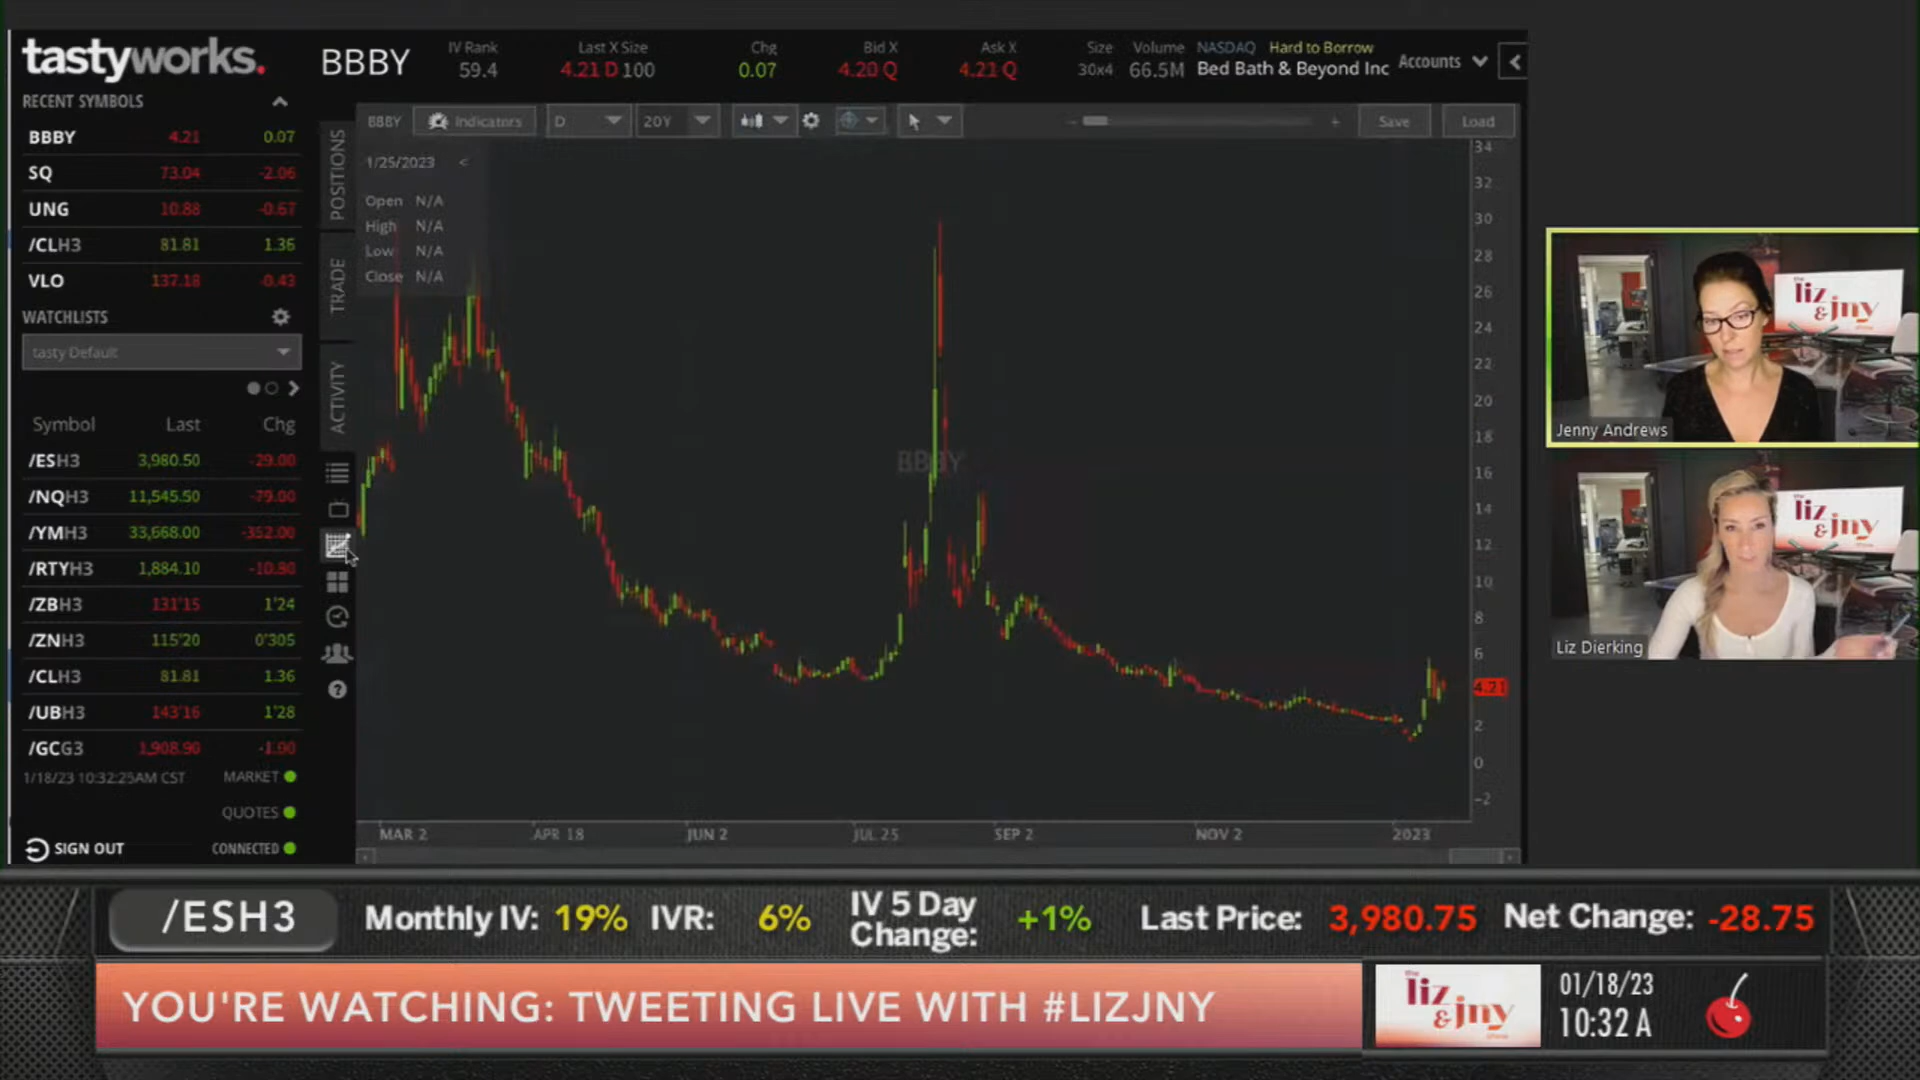 tastyworks.
BBBY
IV Rank
59.4
Last X Size
4.21 D 100
Chg
0.07
Bid X
4.20 Q
Ask X
4.21 Q
Size
30x4
Volume
66.5M
NASDAQ Hard to Borrow
Bed Bath & Beyond Inc
Accounts
RECENT SYMBOLS
BBBY 4.21 0.07
SQ 73.04 -2.06
UNG 10.88 -0.67
/CLH3 81.81 1.36
VLO 137.18 -0.43
WATCHLISTS
tasty Default
Symbol Last Chg
/ESH3 3,980.50 -29.00
/NQH3 11,545.50 -79.00
/YMH3 33,668.00 -352.00
/RTYH3 1,884.10 -10.90
/ZBH3 131'15 1'24
/ZNH3 115'20 0'305
/CLH3 81.81 1.36
/UBH3 143'16 1'28
/GCG3 1,908.90 -1.90
1/18/23 10:32:25AM CST MARKET
QUOTES
SIGN OUT CONNECTED
POSITIONS
TRADE
ACTIVITY
BBBY Indicators D 20Y Save Load
1/25/2023 <
Open N/A
High N/A
Low N/A
Close N/A
BBBY
34
32
30
28
26
24
22
20
18
16
14
12
10
8
6
4.21
2
0
-2
MAR 2 APR 18 JUN 2 JUL 25 SEP 2 NOV 2 2023
the
liz
& jny
Jenny Andrews
the
liz
& jny
Liz Dierking
/ESH3 Monthly IV: 19% IVR: 6% IV 5 Day Change: +1% Last Price: 3,980.75 Net Change: -28.75
YOU'RE WATCHING: TWEETING LIVE WITH #LIZJNY
the
liz
& jny
show
01/18/23
10:32 A